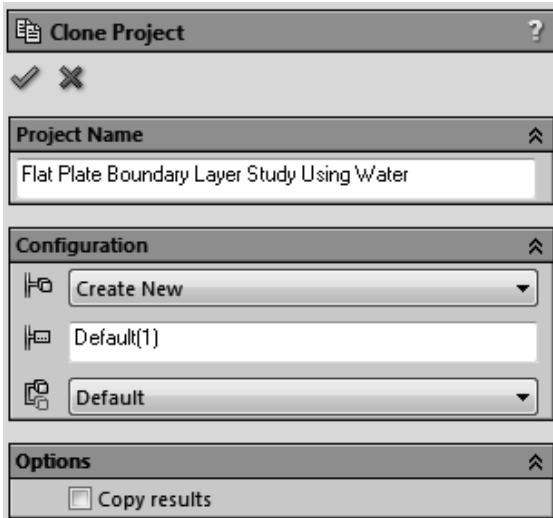 Clone Project
?
Project Name
Flat Plate Boundary Layer Study Using Water
Configuration
Create New
Default(1)
Default
Options
Copy results